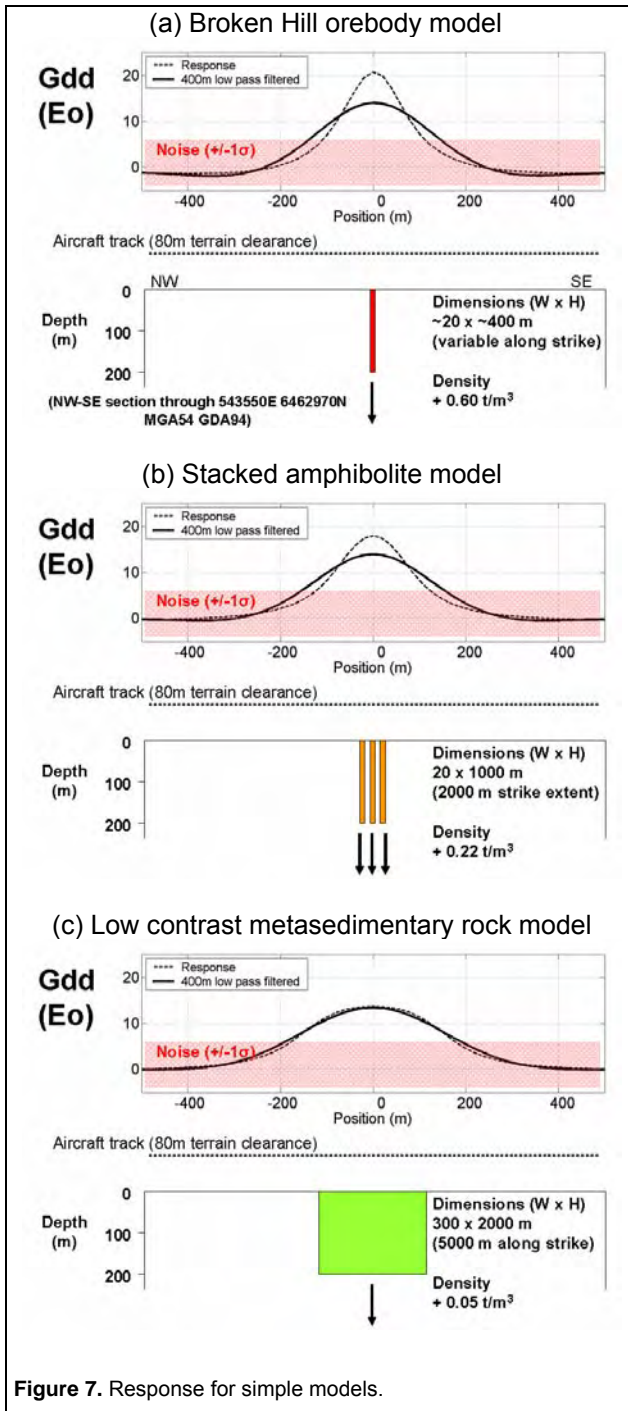 (a) Broken Hill orebody model
Gdd
(Eo)
Response
400m low pass filtered
20
10
0
Noise (+/-1σ)
-400 -200 0 200 400
Position (m)
Aircraft track (80m terrain clearance)
NW SE
Depth
(m)
0
100
200
Dimensions (W x H)
~20 x ~400 m
(variable along strike)
Density
+ 0.60 t/m³
(NW-SE section through 543550E 6462970N
MGA54 GDA94)
(b) Stacked amphibolite model
Gdd
(Eo)
Response
400m low pass filtered
20
10
0
Noise (+/-1σ)
-400 -200 0 200 400
Position (m)
Aircraft track (80m terrain clearance)
Depth
(m)
0
100
200
Dimensions (W x H)
20 x 1000 m
(2000 m strike extent)
Density
+ 0.22 t/m³
(c) Low contrast metasedimentary rock model
Gdd
(Eo)
Response
400m low pass filtered
20
10
0
Noise (+/-1σ)
-400 -200 0 200 400
Position (m)
Aircraft track (80m terrain clearance)
Depth
(m)
0
100
200
Dimensions (W x H)
300 x 2000 m
(5000 m along strike)
Density
+ 0.05 t/m³
Figure 7. Response for simple models.